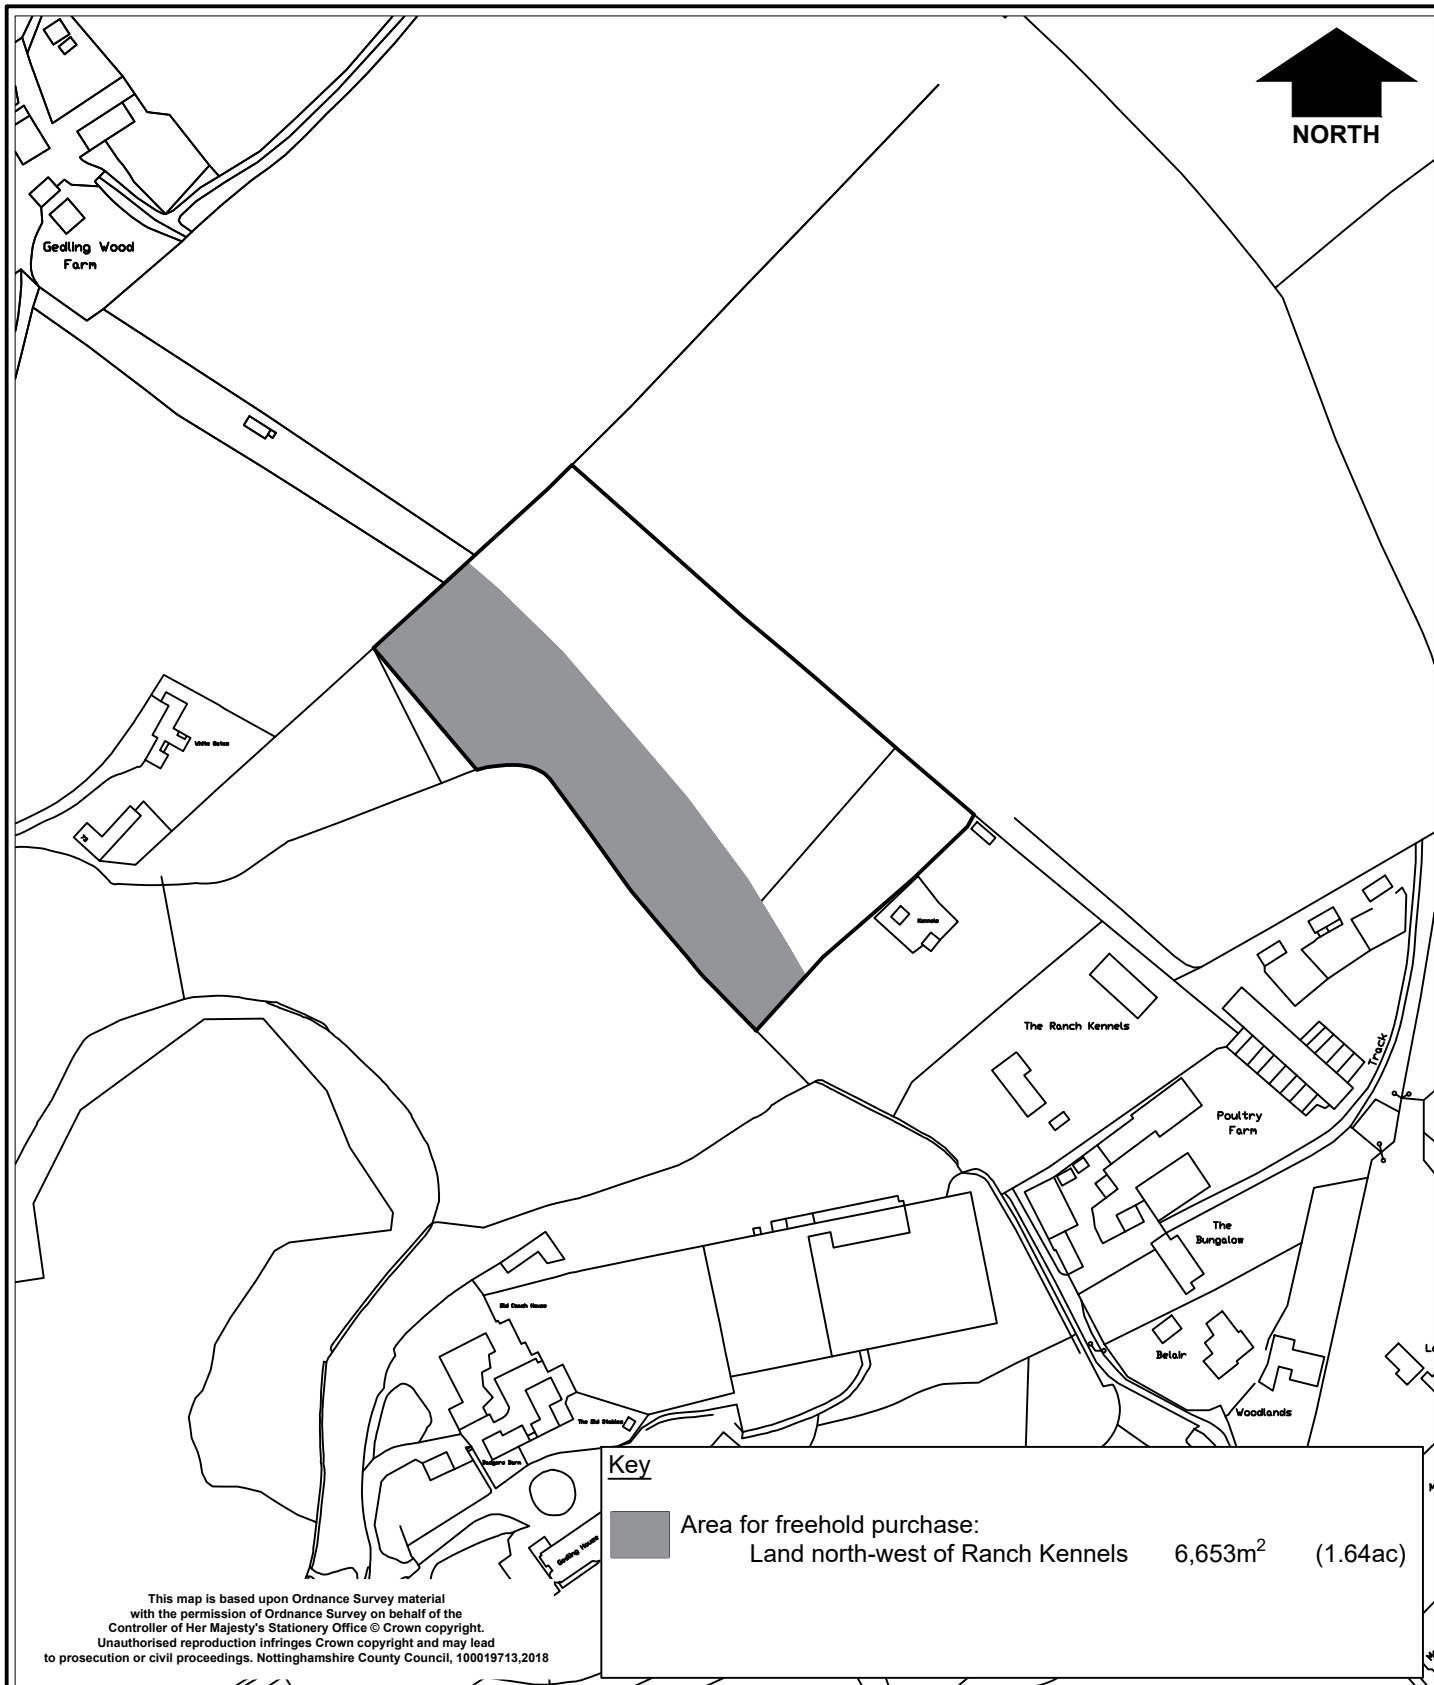 NORTH
Gedling Wood
Farm
White Gates
73
Kennels
The Ranch Kennels
Track
Poultry
Farm
The
Bungalow
Old Coach House
Belair
The Old Stables
Woodlands
Badgers Barn
Gedling House
Key
Area for freehold purchase:
Land north-west of Ranch Kennels 6,653m² (1.64ac)
This map is based upon Ordnance Survey material
with the permission of Ordnance Survey on behalf of the
Controller of Her Majesty's Stationery Office © Crown copyright.
Unauthorised reproduction infringes Crown copyright and may lead
to prosecution or civil proceedings. Nottinghamshire County Council, 100019713,2018